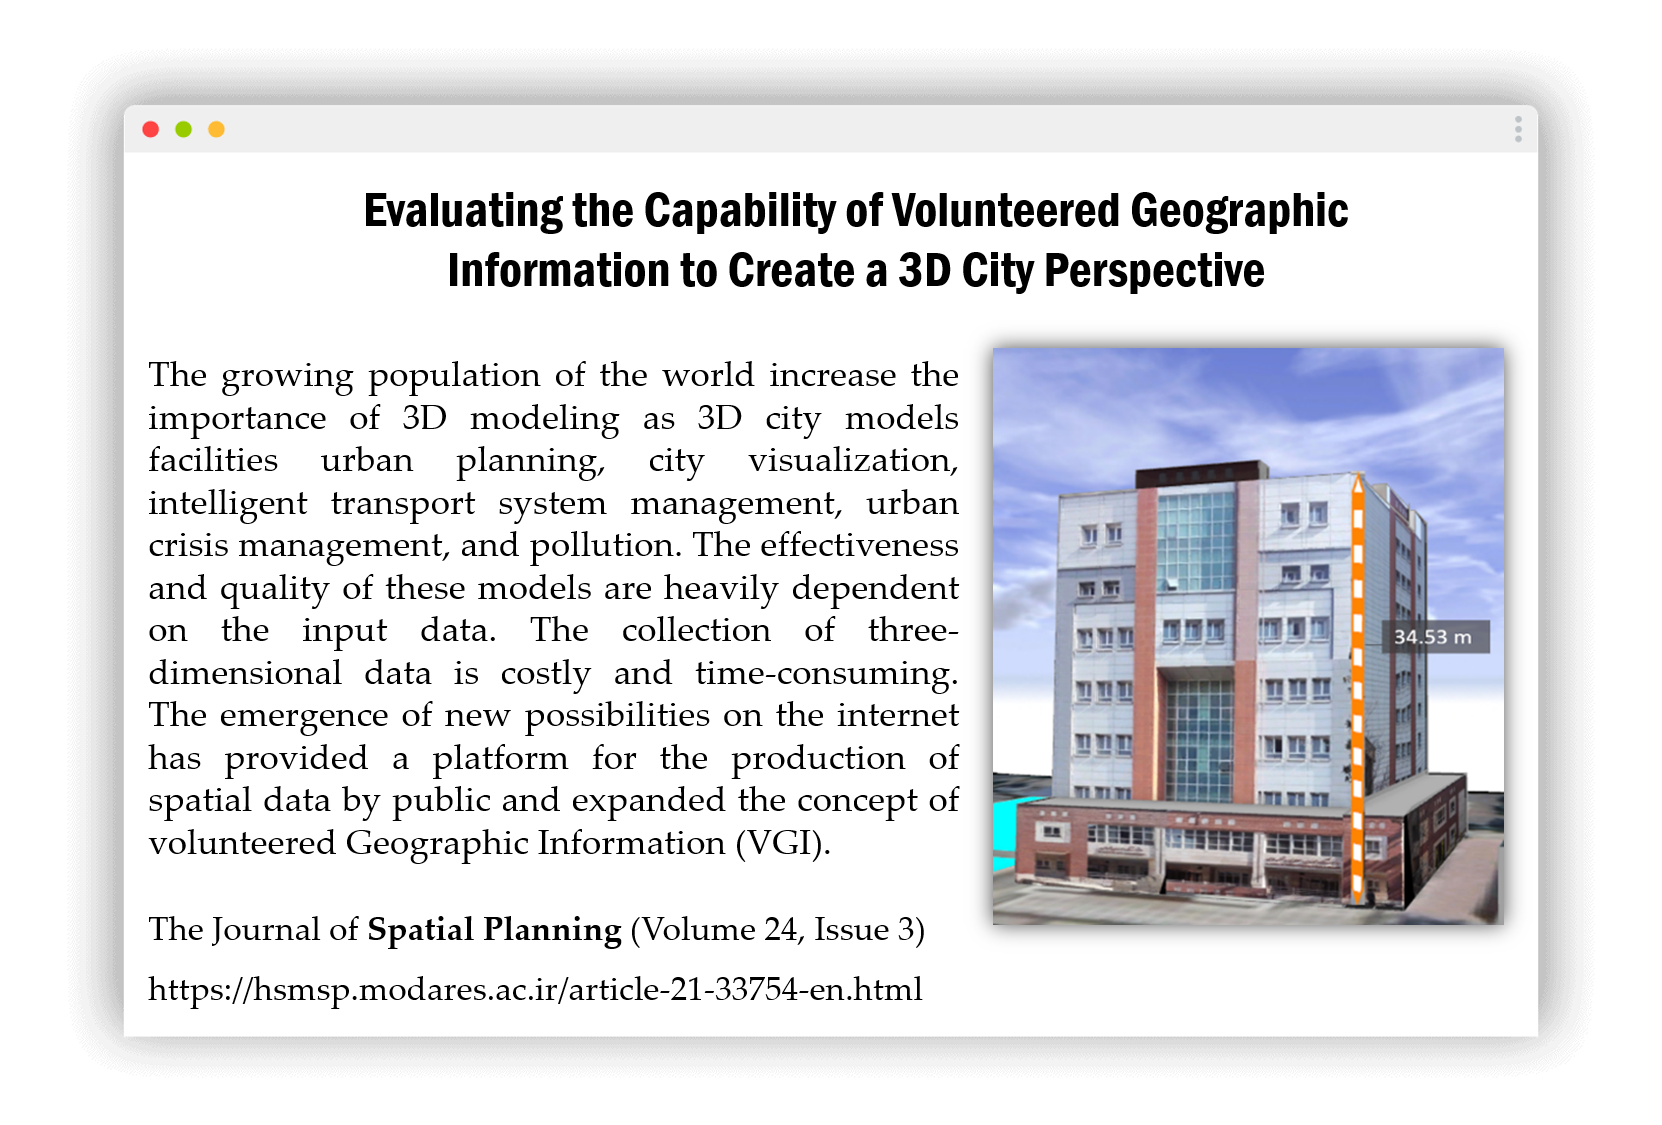 Evaluating the Capability of Volunteered Geographic
Information to Create a 3D City Perspective
The growing population of the world increase the
importance of 3D modeling as 3D city models
facilities urban planning, city visualization,
intelligent transport system management, urban
crisis management, and pollution. The effectiveness
and quality of these models are heavily dependent
on the input data. The collection of three-
dimensional data is costly and time-consuming.
The emergence of new possibilities on the internet
has provided a platform for the production of
spatial data by public and expanded the concept of
volunteered Geographic Information (VGI).
34.53 m
The Journal of Spatial Planning (Volume 24, Issue 3)
https://hsmsp.modares.ac.ir/article-21-33754-en.html